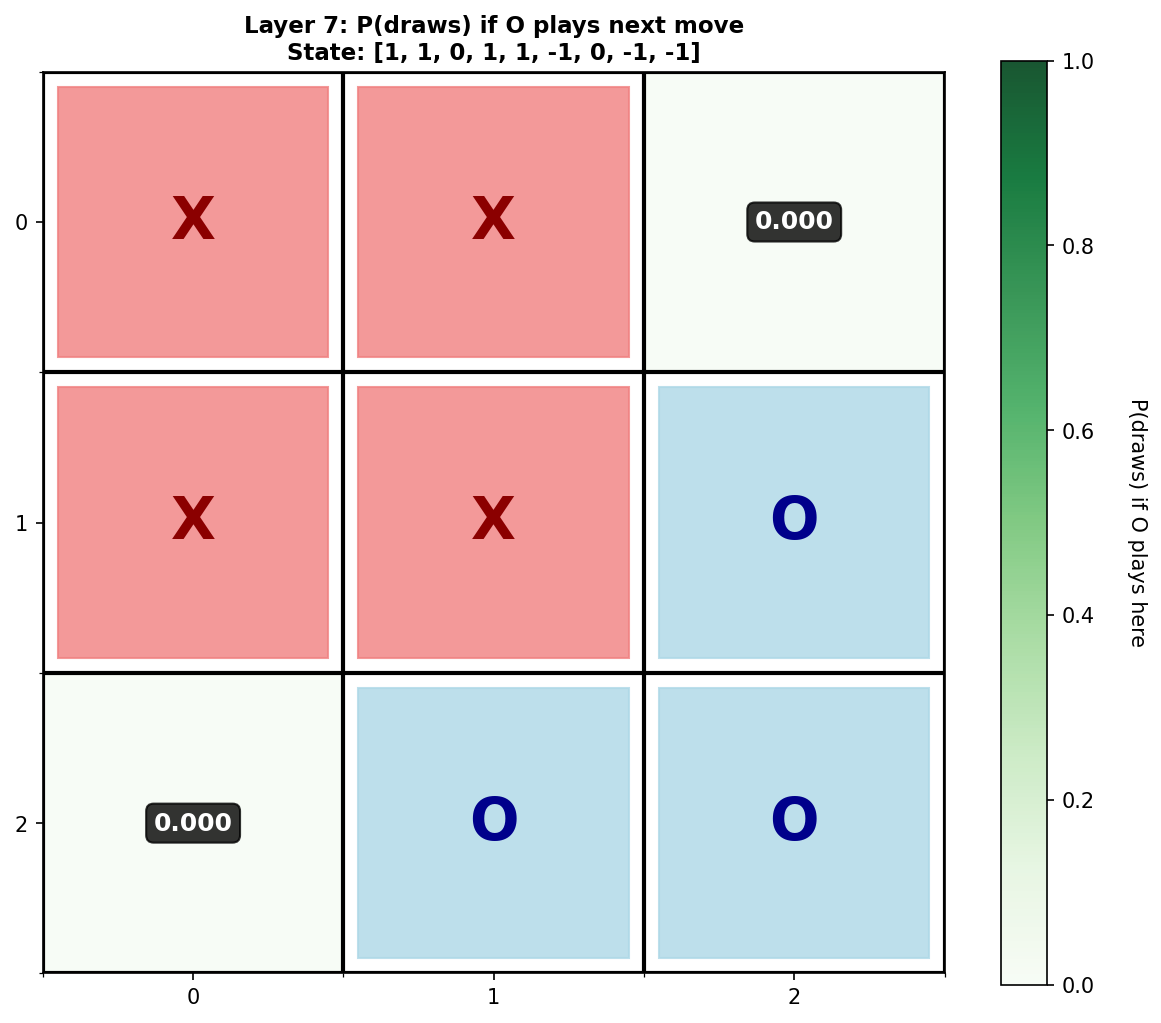 Layer 7: P(draws) if O plays next move
State: [1, 1, 0, 1, 1, -1, 0, -1, -1]
X X 0.000
X X O
0.000 O O
0
1
2
0 1 2
1.0
0.8
0.6
0.4
0.2
0.0
P(draws) if O plays here